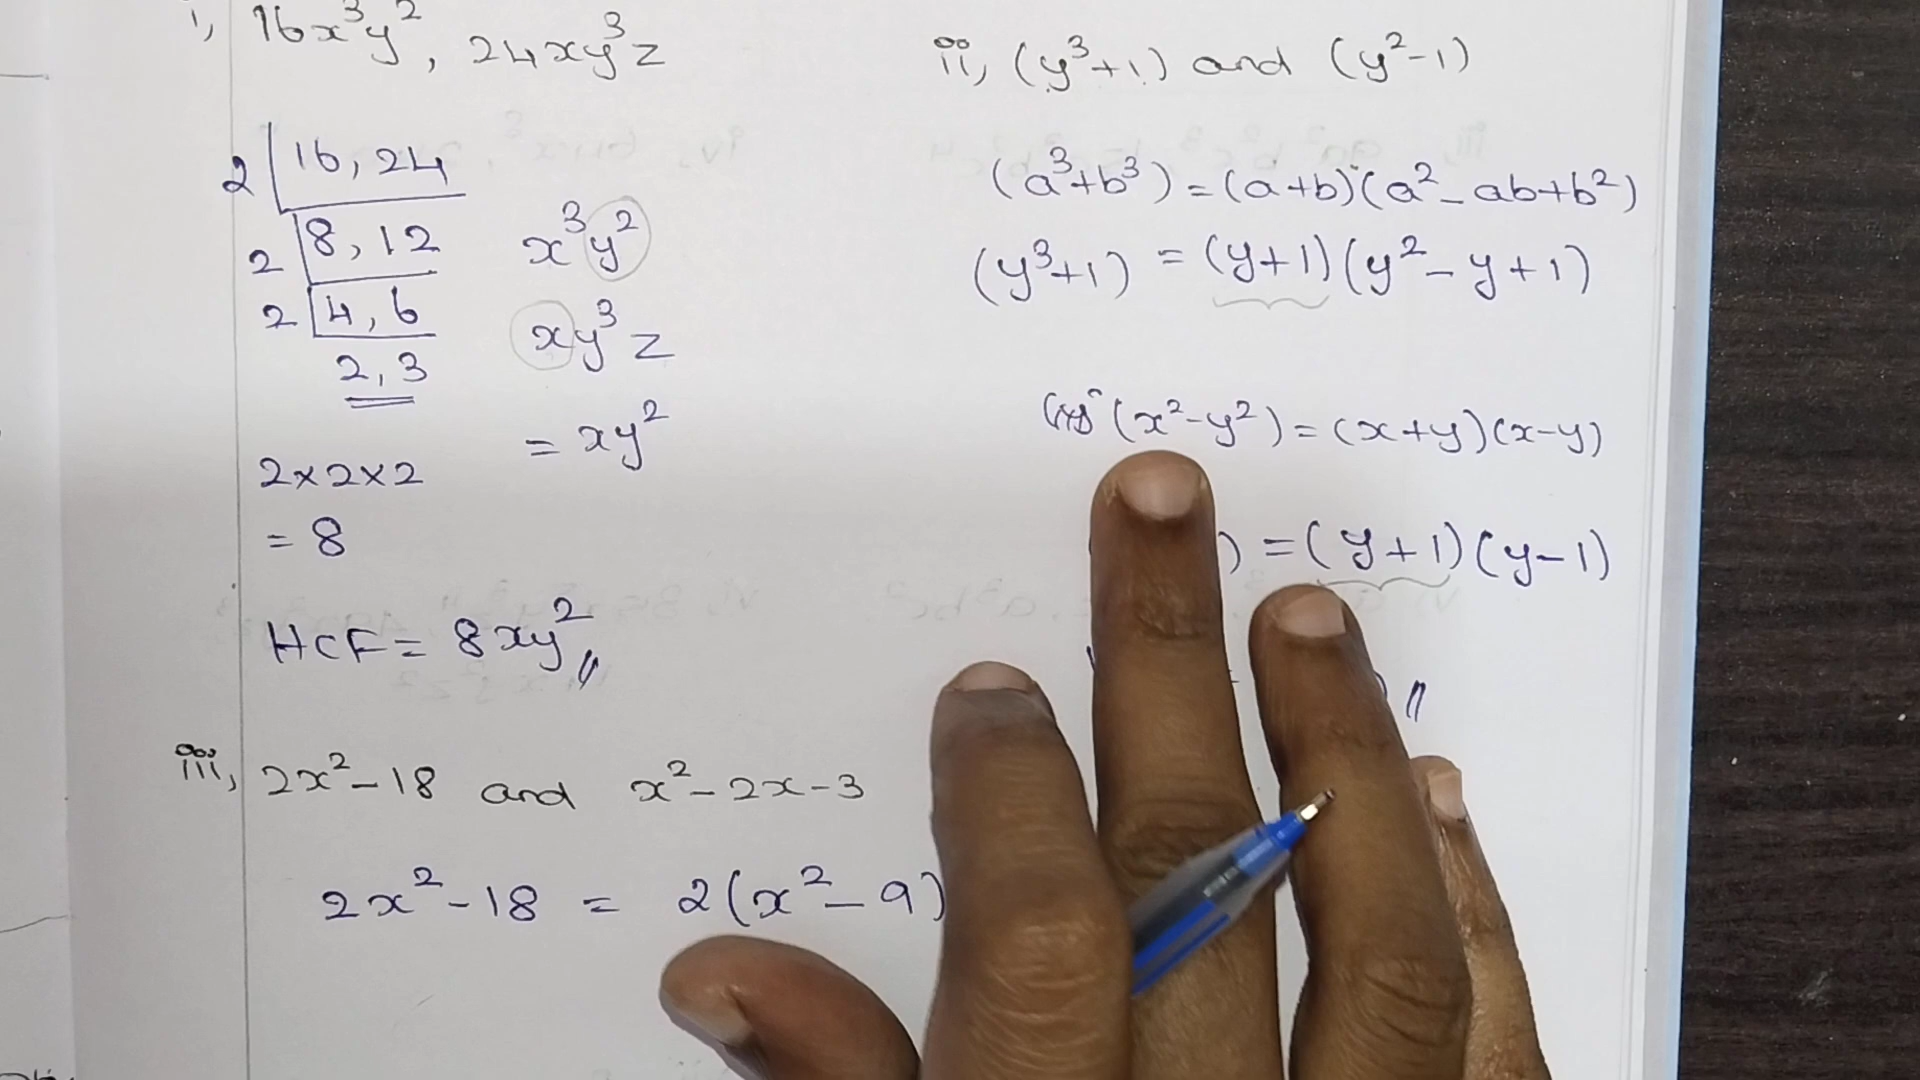 i, 16x³y², 24xy³z
2 | 16, 24
2 | 8, 12
2 | 4, 6
2, 3
2×2×2
= 8
x³y²
xy³z
= xy²
HCF = 8xy²//
ii, (y³+1) and (y²-1)
(a³+b³) = (a+b)(a²-ab+b²)
(y³+1) = (y+1)(y²-y+1)
(x²-y²) = (x+y)(x-y)
) = (y+1)(y-1)
) //
iii, 2x²-18 and x²-2x-3
2x²-18 = 2(x²-9)